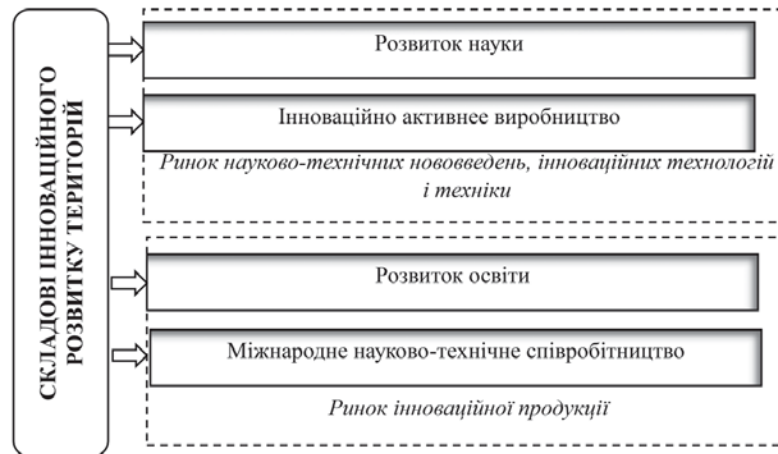 СКЛАДОВІ ІННОВАЦІЙНОГО
РОЗВИТКУ ТЕРИТОРІЙ
Розвиток науки
Інноваційно активнее виробництво
Ринок науково-технічних нововведень, інноваційних технологій
і техніки
Розвиток освіти
Міжнародне науково-технічне співробітництво
Ринок інноваційної продукції